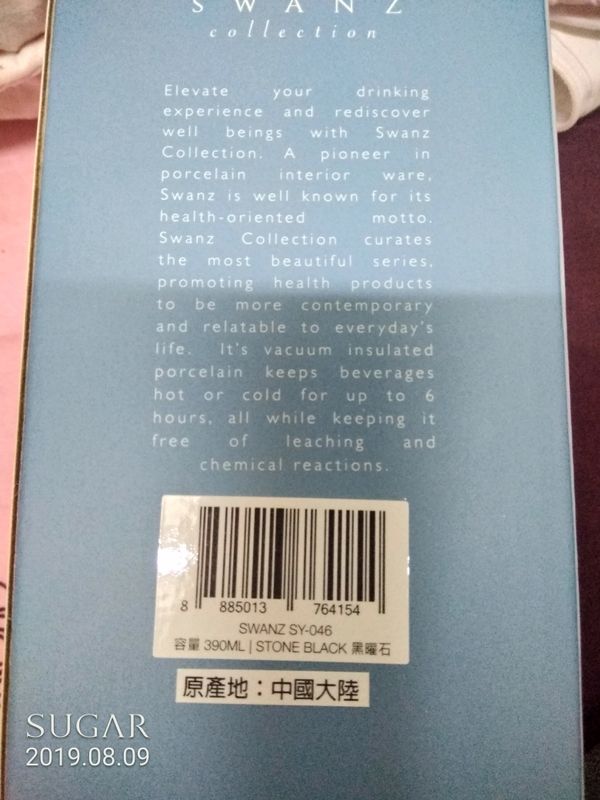 SWANZ
collection
Elevate your drinking
experience and rediscover
well beings with Swanz
Collection. A pioneer in
porcelain interior ware,
Swanz is well known for its
health-oriented motto.
Swanz Collection curates
the most beautiful series,
promoting health products
to be more contemporary
and relatable to everyday's
life. It's vacuum insulated
porcelain keeps beverages
hot or cold for up to 6
hours, all while keeping it
free of leaching and
chemical reactions.
8 885013 764154
SWANZ SY-046
容量 390ML | STONE BLACK 黑曜石
原產地：中國大陸
SUGAR
2019.08.09